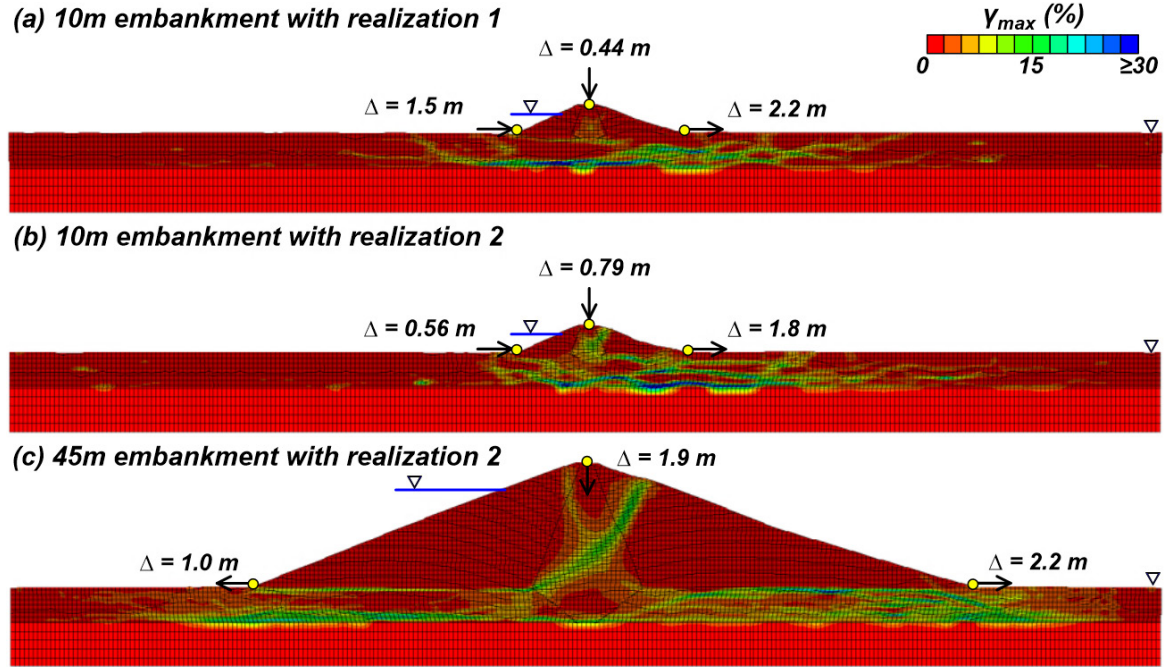 (a) 10m embankment with realization 1
γmax (%)
0 15 ≥30
Δ = 0.44 m
Δ = 1.5 m
Δ = 2.2 m
(b) 10m embankment with realization 2
Δ = 0.79 m
Δ = 0.56 m
Δ = 1.8 m
(c) 45m embankment with realization 2
Δ = 1.9 m
Δ = 1.0 m
Δ = 2.2 m